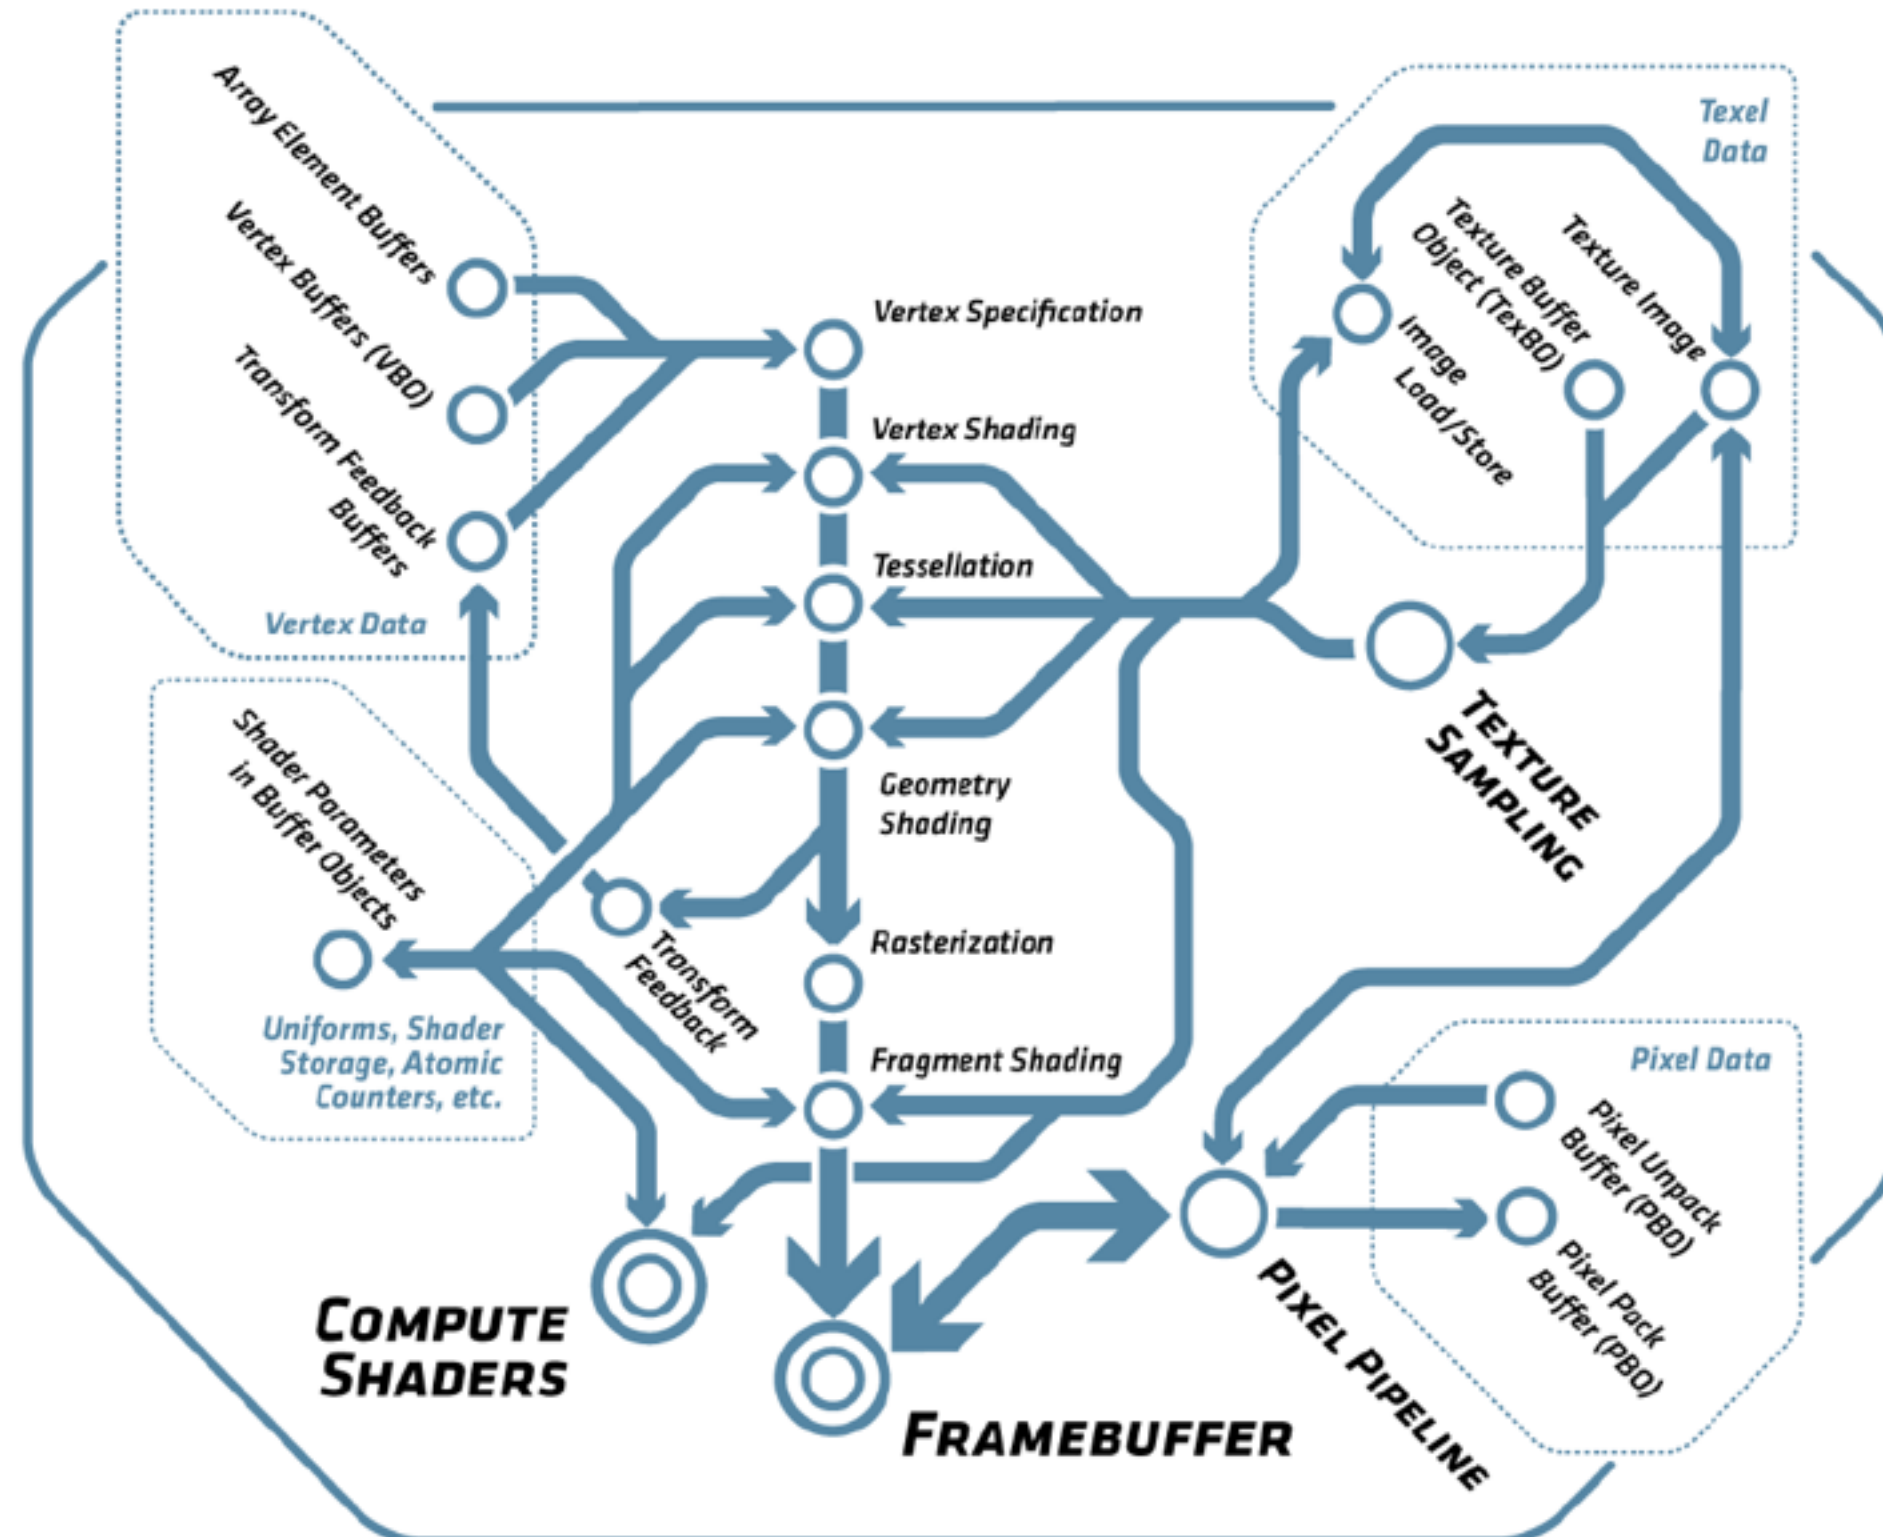 Array Element Buffers
Vertex Buffers (VBO)
Transform Feedback
Buffers
Vertex Data
Shader Parameters
in Buffer Objects
Uniforms, Shader
Storage, Atomic
Counters, etc.
Vertex Specification
Vertex Shading
Tessellation
Geometry
Shading
Transform
Feedback
Rasterization
Fragment Shading
COMPUTE
SHADERS
FRAMEBUFFER
Texel
Data
Image
Load/Store
Texture Buffer
Object (TexBO)
Texture Image
TEXTURE
SAMPLING
Pixel Data
Pixel Unpack
Buffer (PBO)
Pixel Pack
Buffer (PBO)
PIXEL PIPELINE